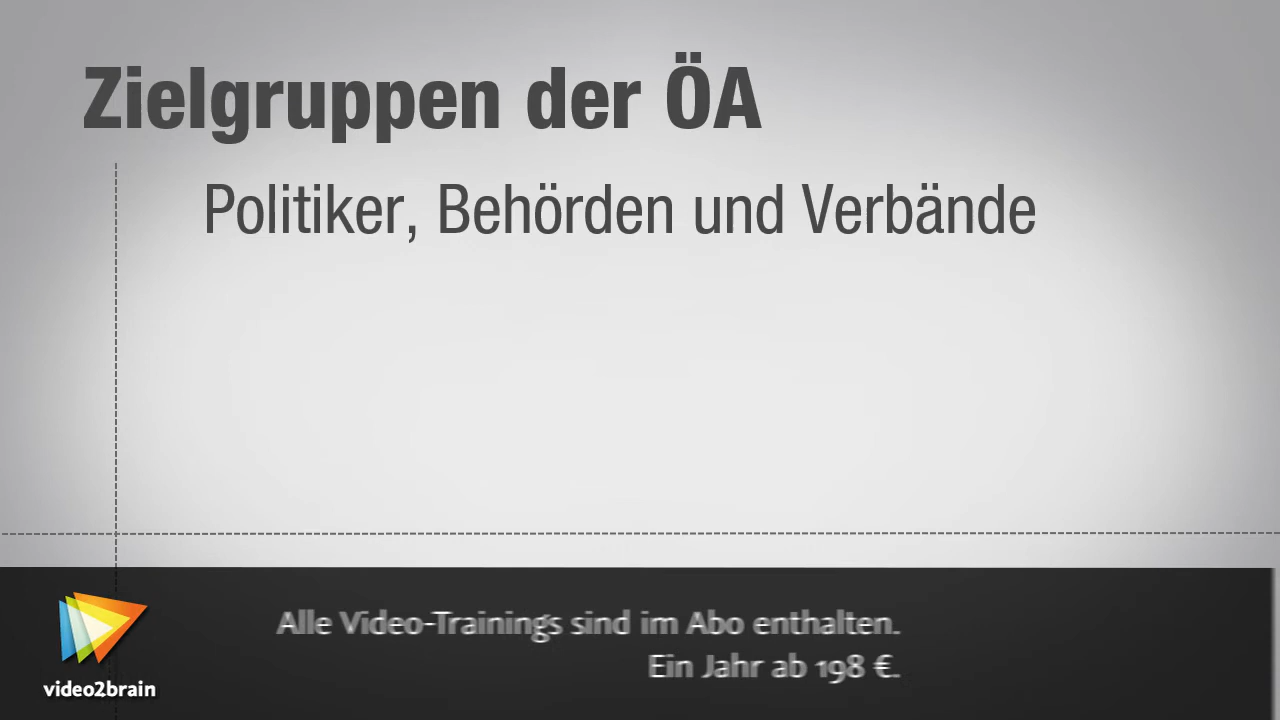 Zielgruppen der ÖA
Politiker, Behörden und Verbände
Alle Video-Trainings sind im Abo enthalten.
Ein Jahr ab 198 €.
video2brain